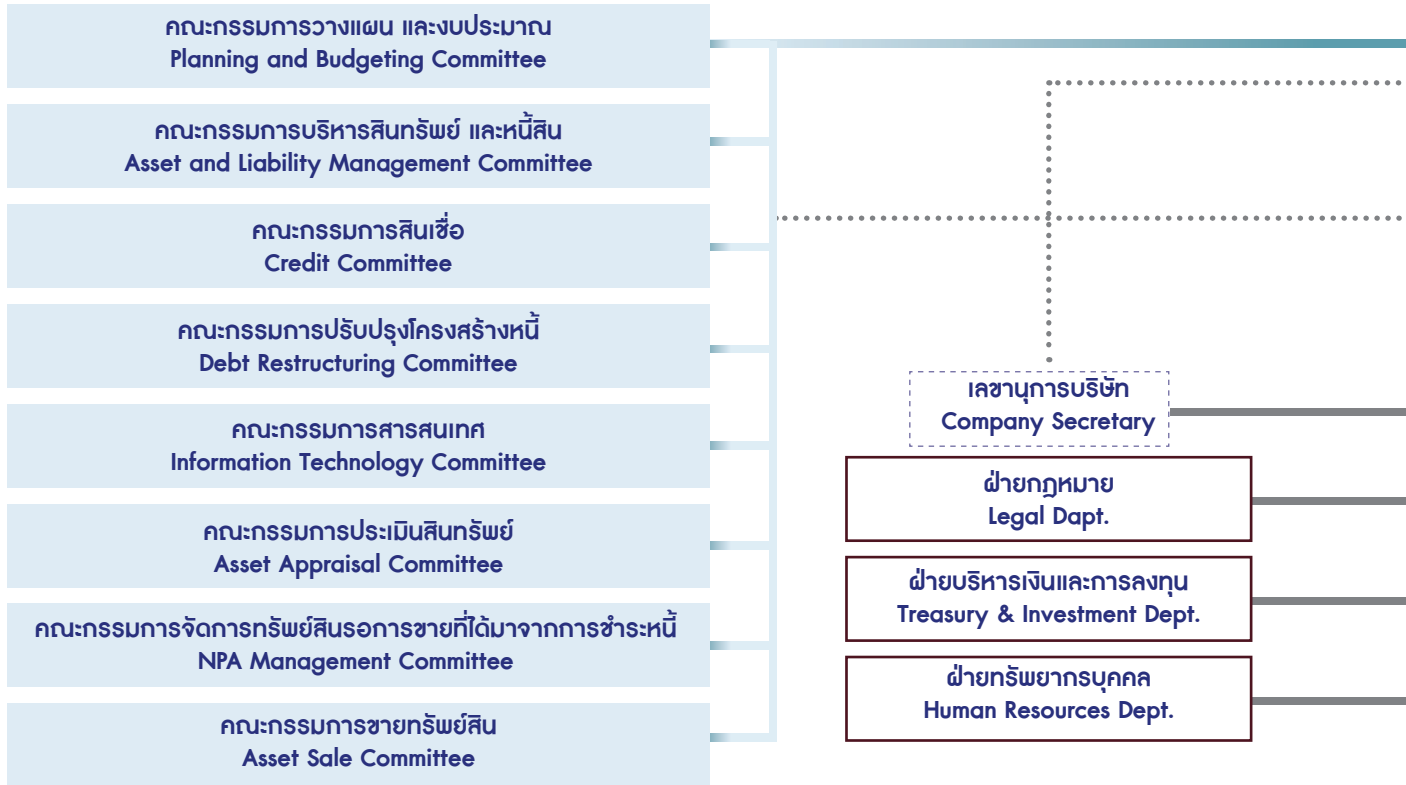 คณะกรรมการวางแผน และงบประมาณ
Planning and Budgeting Committee
คณะกรรมการบริหารสินทรัพย์ และหนี้สิน
Asset and Liability Management Committee
คณะกรรมการสินเชื่อ
Credit Committee
คณะกรรมการปรับปรุงโครงสร้างหนี้
Debt Restructuring Committee
คณะกรรมการสารสนเทศ
Information Technology Committee
คณะกรรมการประเมินสินทรัพย์
Asset Appraisal Committee
คณะกรรมการจัดการทรัพย์สินรอการขายที่ได้มาจากการชำระหนี้
NPA Management Committee
คณะกรรมการขายทรัพย์สิน
Asset Sale Committee
เลขานุการบริษัท
Company Secretary
ฝ่ายกฎหมาย
Legal Dapt.
ฝ่ายบริหารเงินและการลงทุน
Treasury & Investment Dept.
ฝ่ายทรัพยากรบุคคล
Human Resources Dept.